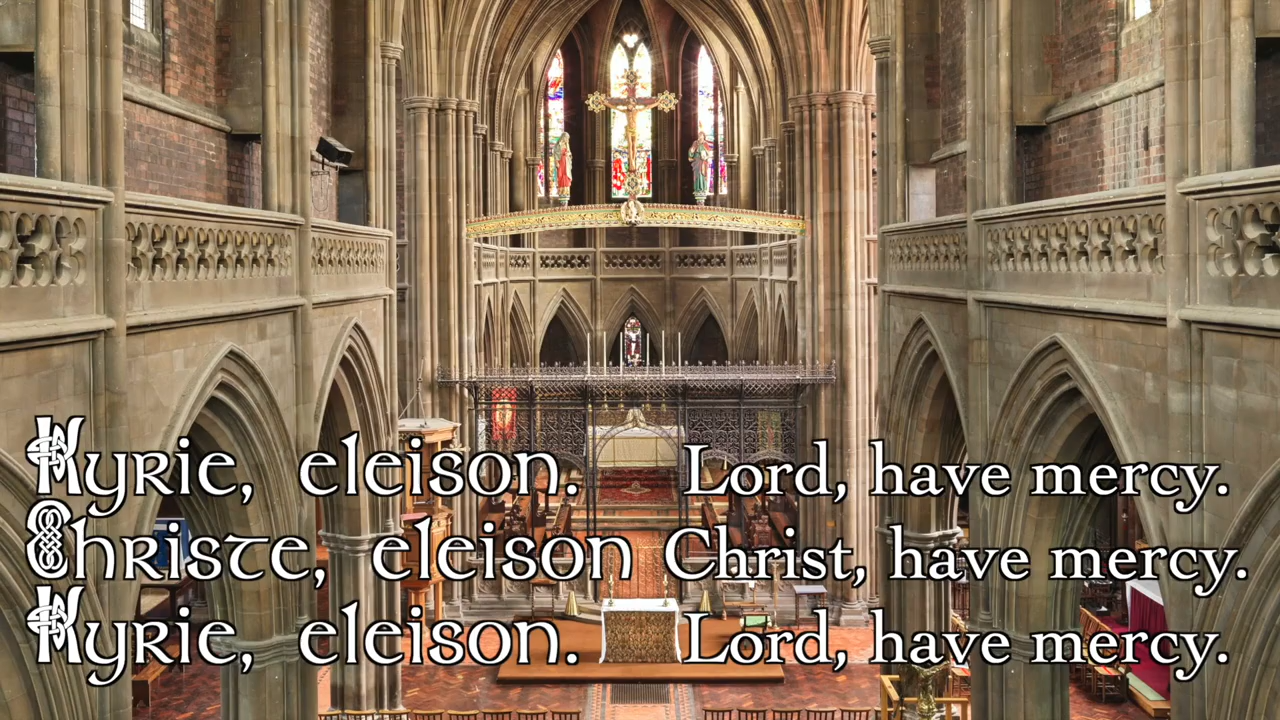 Kyrie, eleison. Lord, have mercy.
Christe, eleison Christ, have mercy.
Kyrie, eleison. Lord, have mercy.